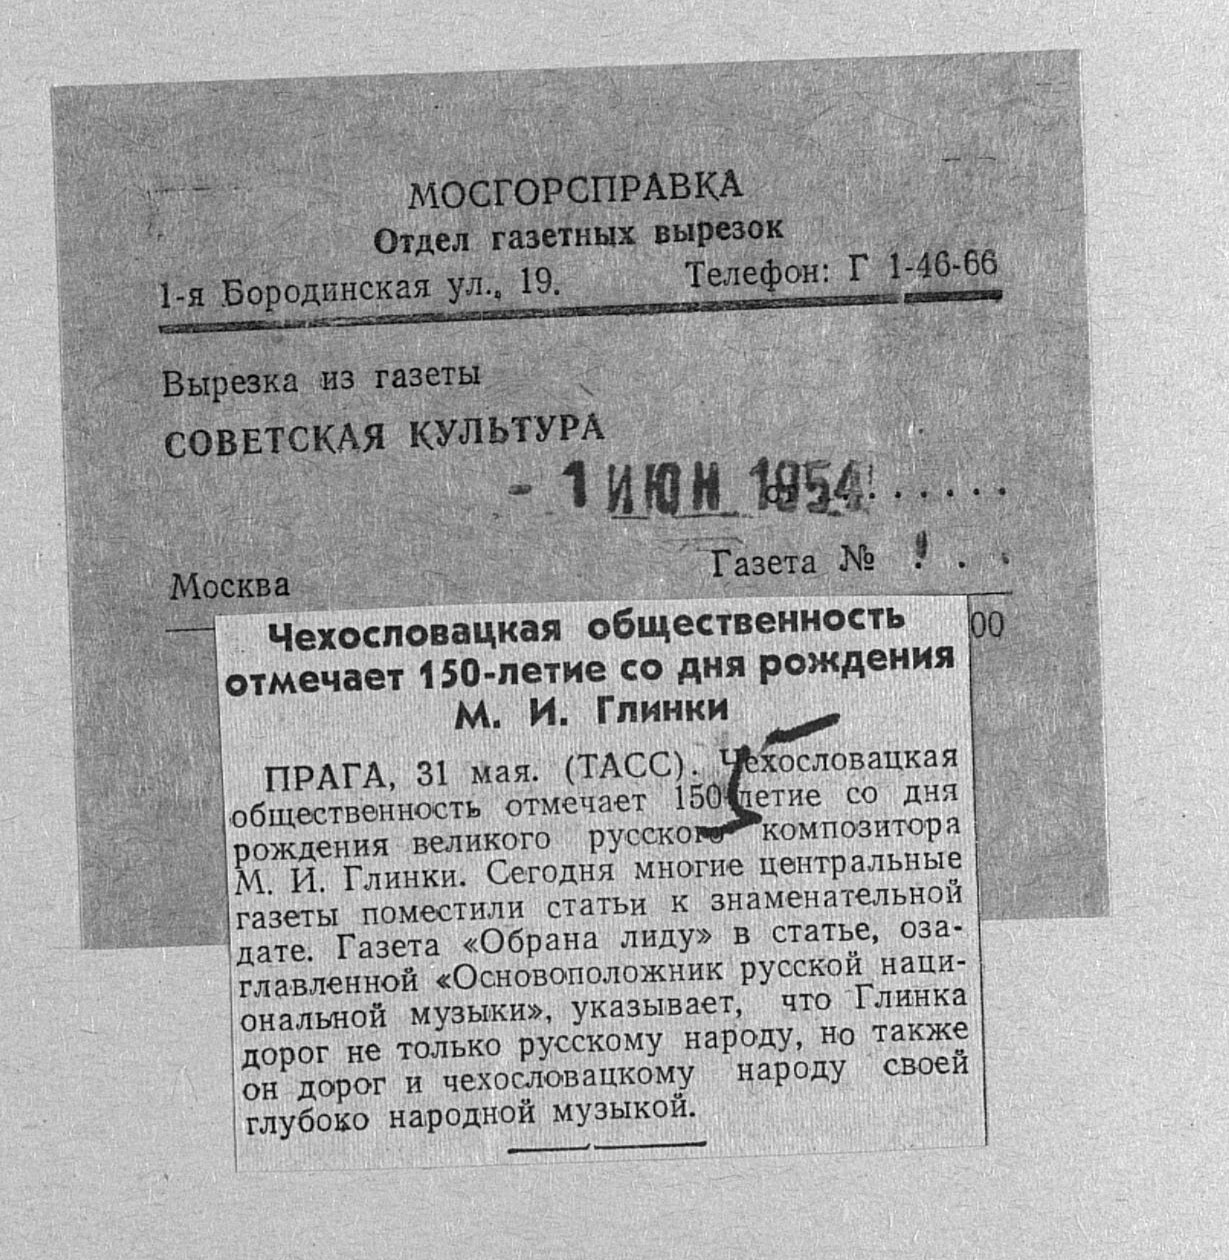 МОСГОРСПРАВКА
Отдел газетных вырезок
1-я Бородинская ул., 19. Телефон: Г 1-46-66
Вырезка из газеты
СОВЕТСКАЯ КУЛЬТУРА
- 1 ИЮН 1954 . . . . . .
Москва Газета № . .
00
Чехословацкая общественность
отмечает 150-летие со дня рождения
М. И. Глинки
ПРАГА, 31 мая. (ТАСС). Чехословацкая
общественность отмечает 150-летие со дня
рождения великого русского композитора
М. И. Глинки. Сегодня многие центральные
газеты поместили статьи к знаменательной
дате. Газета «Обрана лиду» в статье, оза-
главленной «Основоположник русской наци-
ональной музыки», указывает, что Глинка
дорог не только русскому народу, но также
он дорог и чехословацкому народу своей
глубоко народной музыкой.